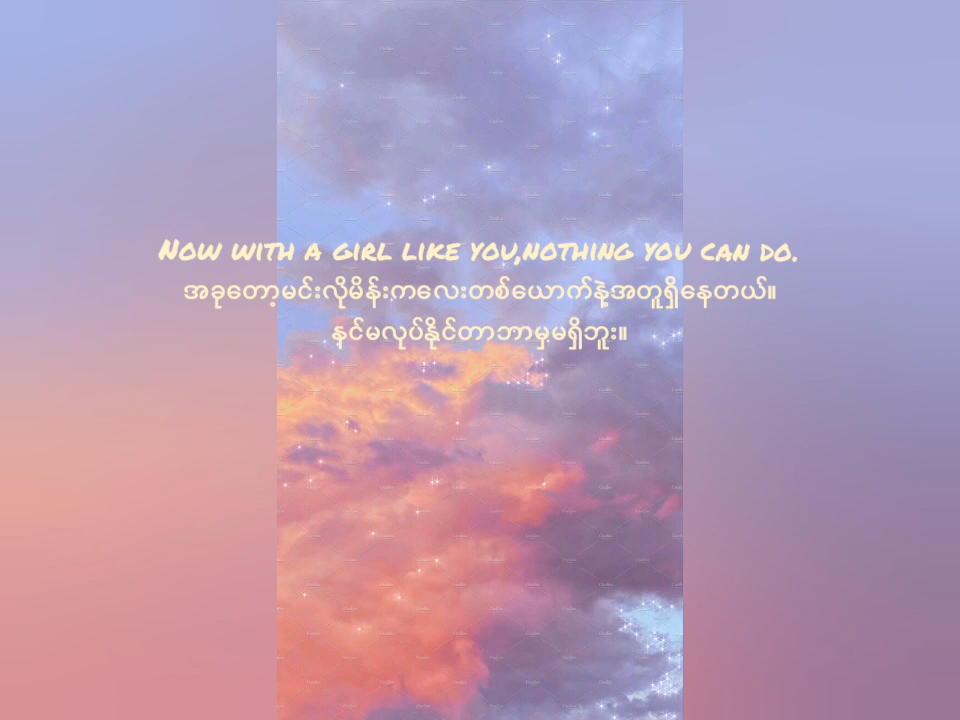 Now with a girl like you,nothing you can do.
အခုတော့မင်းလိုမိန်းကလေးတစ်ယောက်နဲ့အတူရှိနေတယ်။
နင်မလုပ်နိုင်တာဘာမှမရှိဘူး။